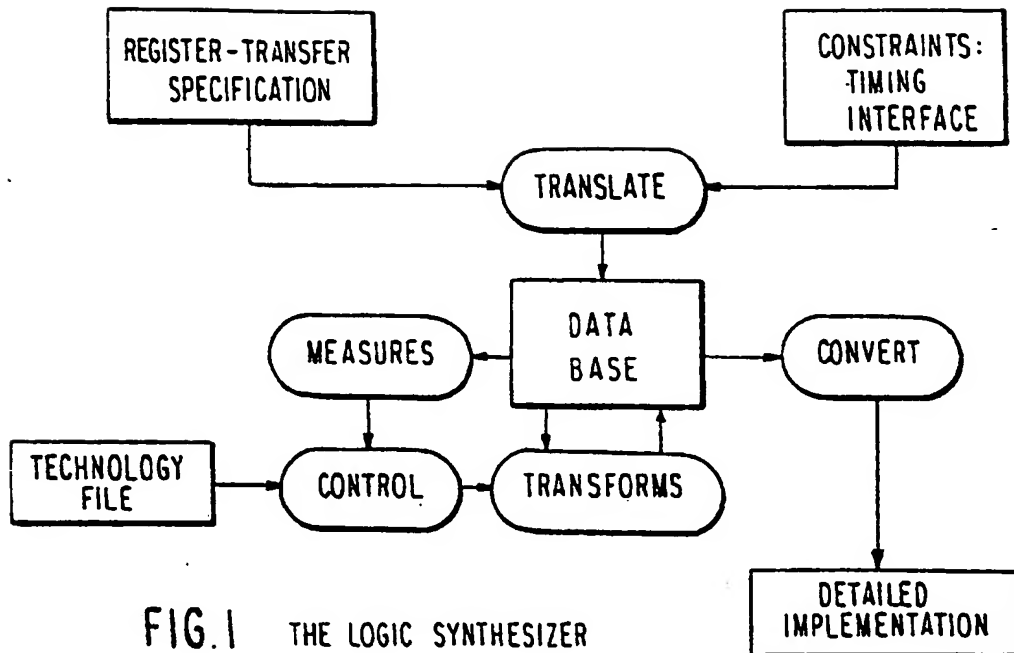 REGISTER-TRANSFER
SPECIFICATION
CONSTRAINTS:
TIMING
INTERFACE
TRANSLATE
DATA
BASE
MEASURES
CONVERT
TECHNOLOGY
FILE
CONTROL
TRANSFORMS
DETAILED
IMPLEMENTATION
FIG.1 THE LOGIC SYNTHESIZER